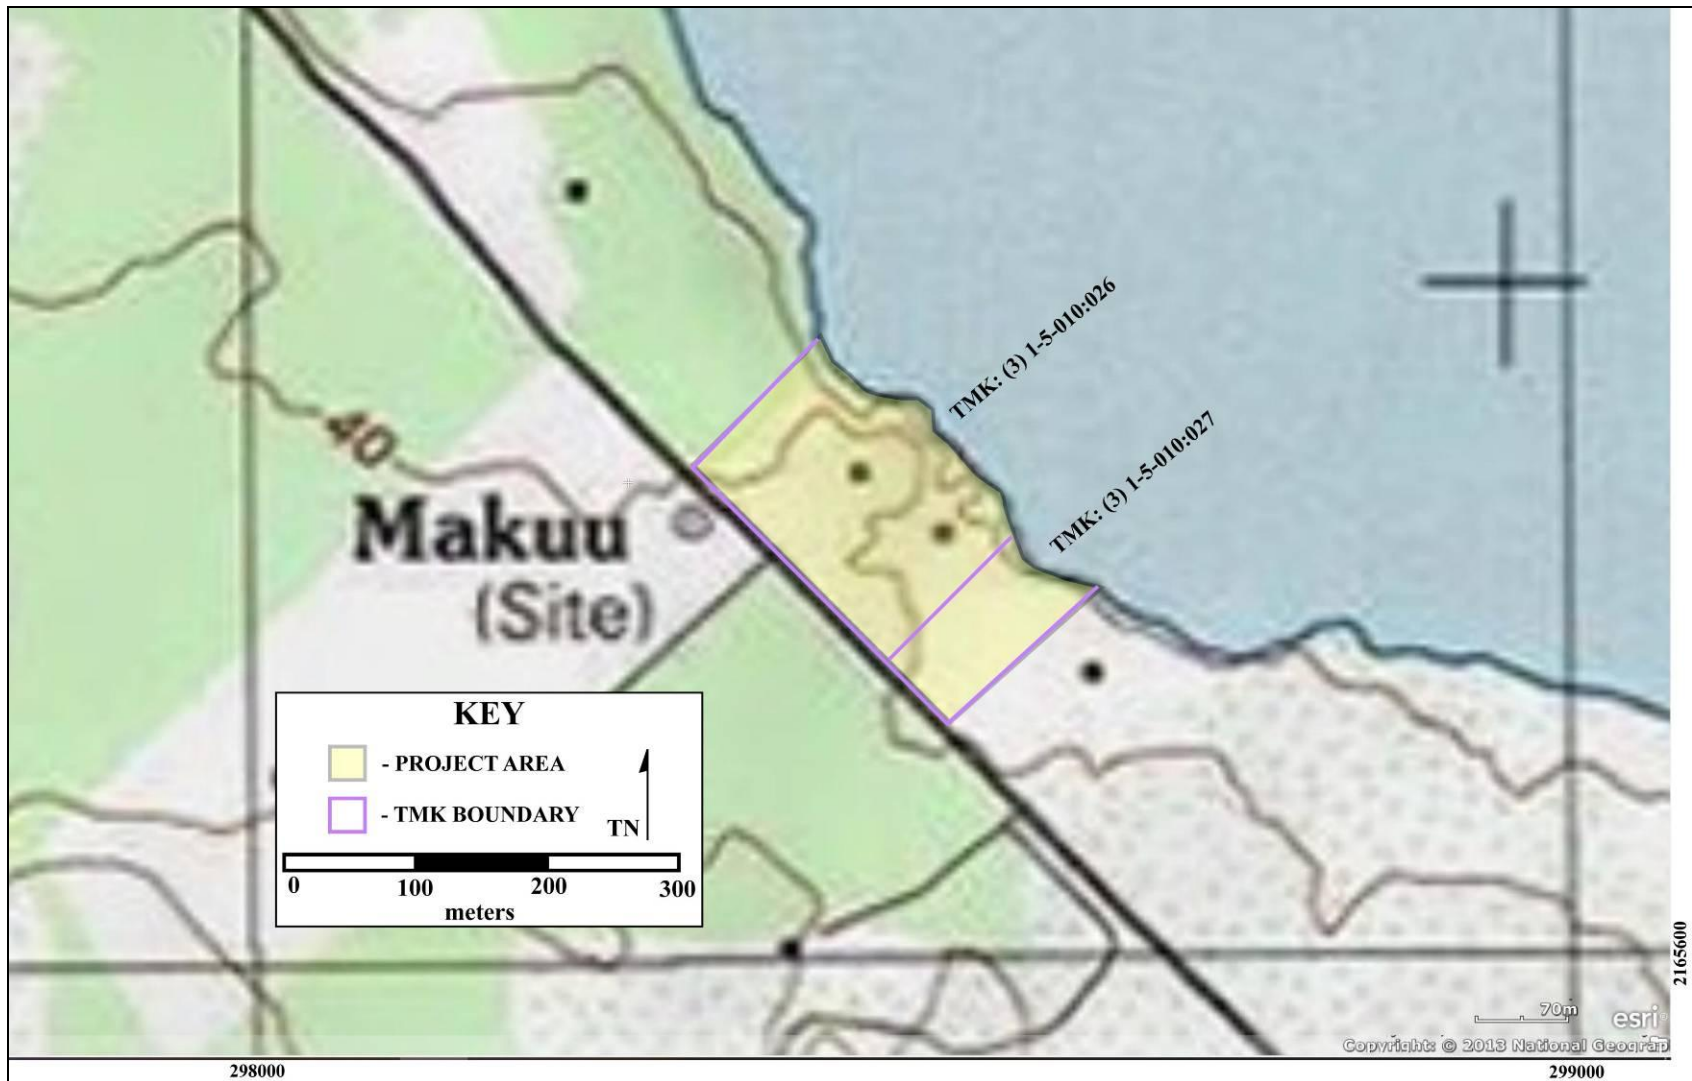 TMK: (3) 1-5-010:026
TMK: (3) 1-5-010:027
40
Makuu
(Site)
KEY
- PROJECT AREA
- TMK BOUNDARY
TN
0 100 200 300
meters
2165600
70m
esri
Copyright: © 2013 National Geograp
298000 299000